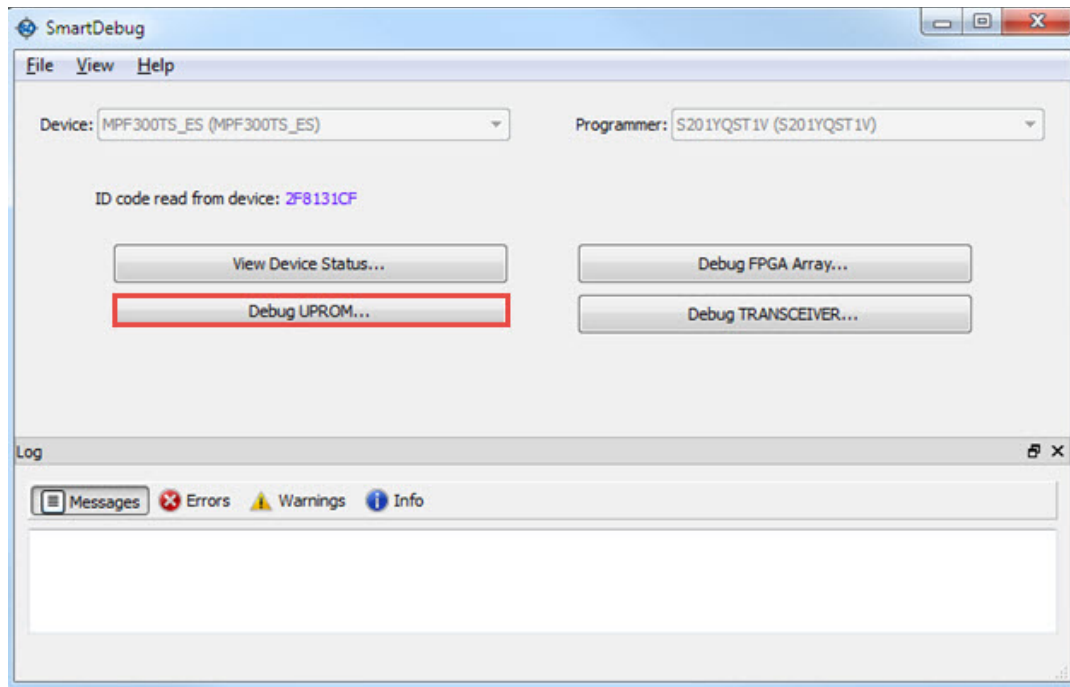 SmartDebug
File View Help
Device: MPF300TS_ES (MPF300TS_ES) Programmer: S201YQST1V (S201YQST1V)
ID code read from device: 2F8131CF
View Device Status... Debug FPGA Array...
Debug UPROM... Debug TRANSCEIVER...
Log
Messages Errors Warnings Info